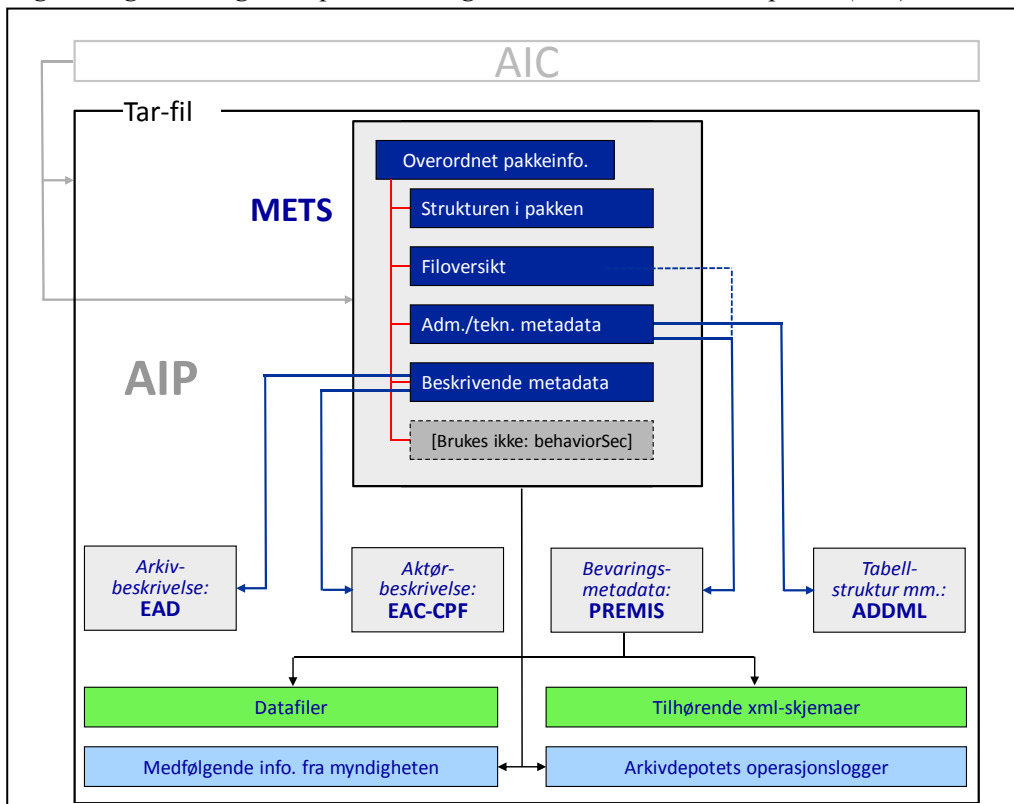 AIC
Tar-fil
METS
Overordnet pakkeinfo.
Strukturen i pakken
Filoversikt
Adm./tekn. metadata
Beskrivende metadata
[Brukes ikke: behaviorSec]
AIP
Arkiv-
beskrivelse:
EAD
Aktør-
beskrivelse:
EAC-CPF
Bevarings-
metadata:
PREMIS
Tabell-
struktur mm.:
ADDML
Datafiler
Tilhørende xml-skjemaer
Medfølgende info. fra myndigheten
Arkivdepotets operasjonslogger